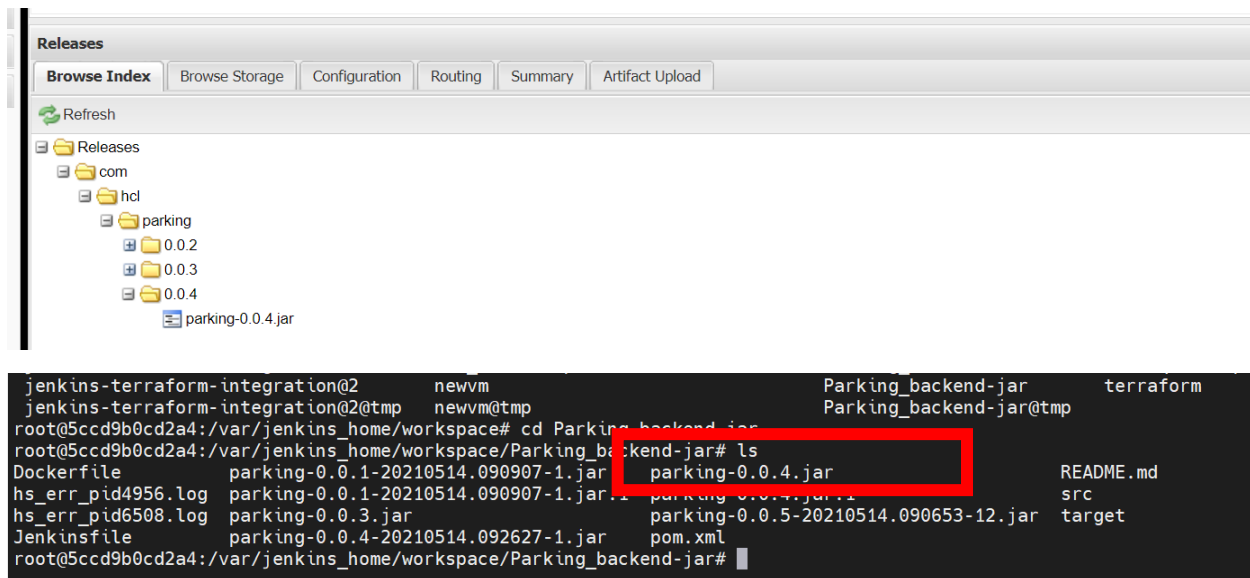 Releases
Browse Index Browse Storage Configuration Routing Summary Artifact Upload
Refresh
Releases
com
hcl
parking
0.0.2
0.0.3
0.0.4
parking-0.0.4.jar
jenkins-terraform-integration@2 newvm Parking_backend-jar terraform
jenkins-terraform-integration@2@tmp newvm@tmp Parking_backend-jar@tmp
root@5ccd9b0cd2a4:/var/jenkins_home/workspace# cd Parking_backend-jar
root@5ccd9b0cd2a4:/var/jenkins_home/workspace/Parking_backend-jar# ls
Dockerfile parking-0.0.1-20210514.090907-1.jar parking-0.0.4.jar README.md
hs_err_pid4956.log parking-0.0.1-20210514.090907-1.jar.1 parking-0.0.4.jar.1 src
hs_err_pid6508.log parking-0.0.3.jar parking-0.0.5-20210514.090653-12.jar target
Jenkinsfile parking-0.0.4-20210514.092627-1.jar pom.xml
root@5ccd9b0cd2a4:/var/jenkins_home/workspace/Parking_backend-jar#